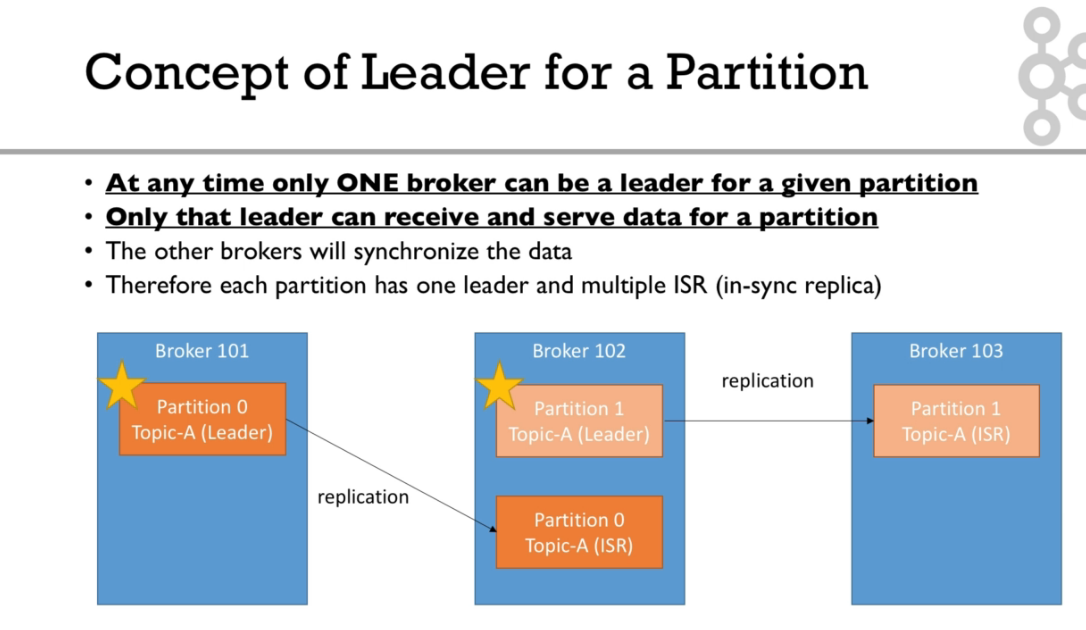 Concept of Leader for a Partition
• At any time only ONE broker can be a leader for a given partition
• Only that leader can receive and serve data for a partition
• The other brokers will synchronize the data
• Therefore each partition has one leader and multiple ISR (in-sync replica)
Broker 101
Partition 0
Topic-A (Leader)
replication
Broker 102
Partition 1
Topic-A (Leader)
Partition 0
Topic-A (ISR)
replication
Broker 103
Partition 1
Topic-A (ISR)